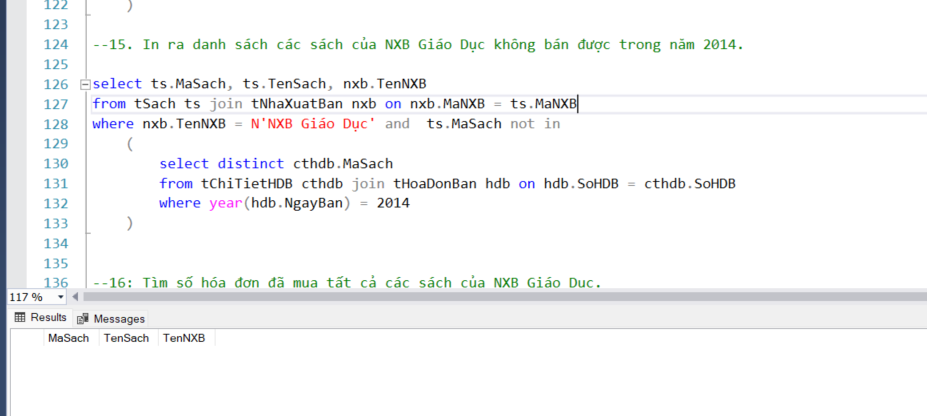 122 )
123
124 --15. In ra danh sách các sách của NXB Giáo Dục không bán được trong năm 2014.
125
126 select ts.MaSach, ts.TenSach, nxb.TenNXB
127 from tSach ts join tNhaXuatBan nxb on nxb.MaNXB = ts.MaNXB
128 where nxb.TenNXB = N'NXB Giáo Dục' and  ts.MaSach not in
129 (
130 select distinct cthdb.MaSach
131 from tChiTietHDB cthdb join tHoaDonBan hdb on hdb.SoHDB = cthdb.SoHDB
132 where year(hdb.NgayBan) = 2014
133 )
134
135
136 --16: Tìm số hóa đơn đã mua tất cả các sách của NXB Giáo Dục.
117 %
Results Messages
MaSach TenSach TenNXB